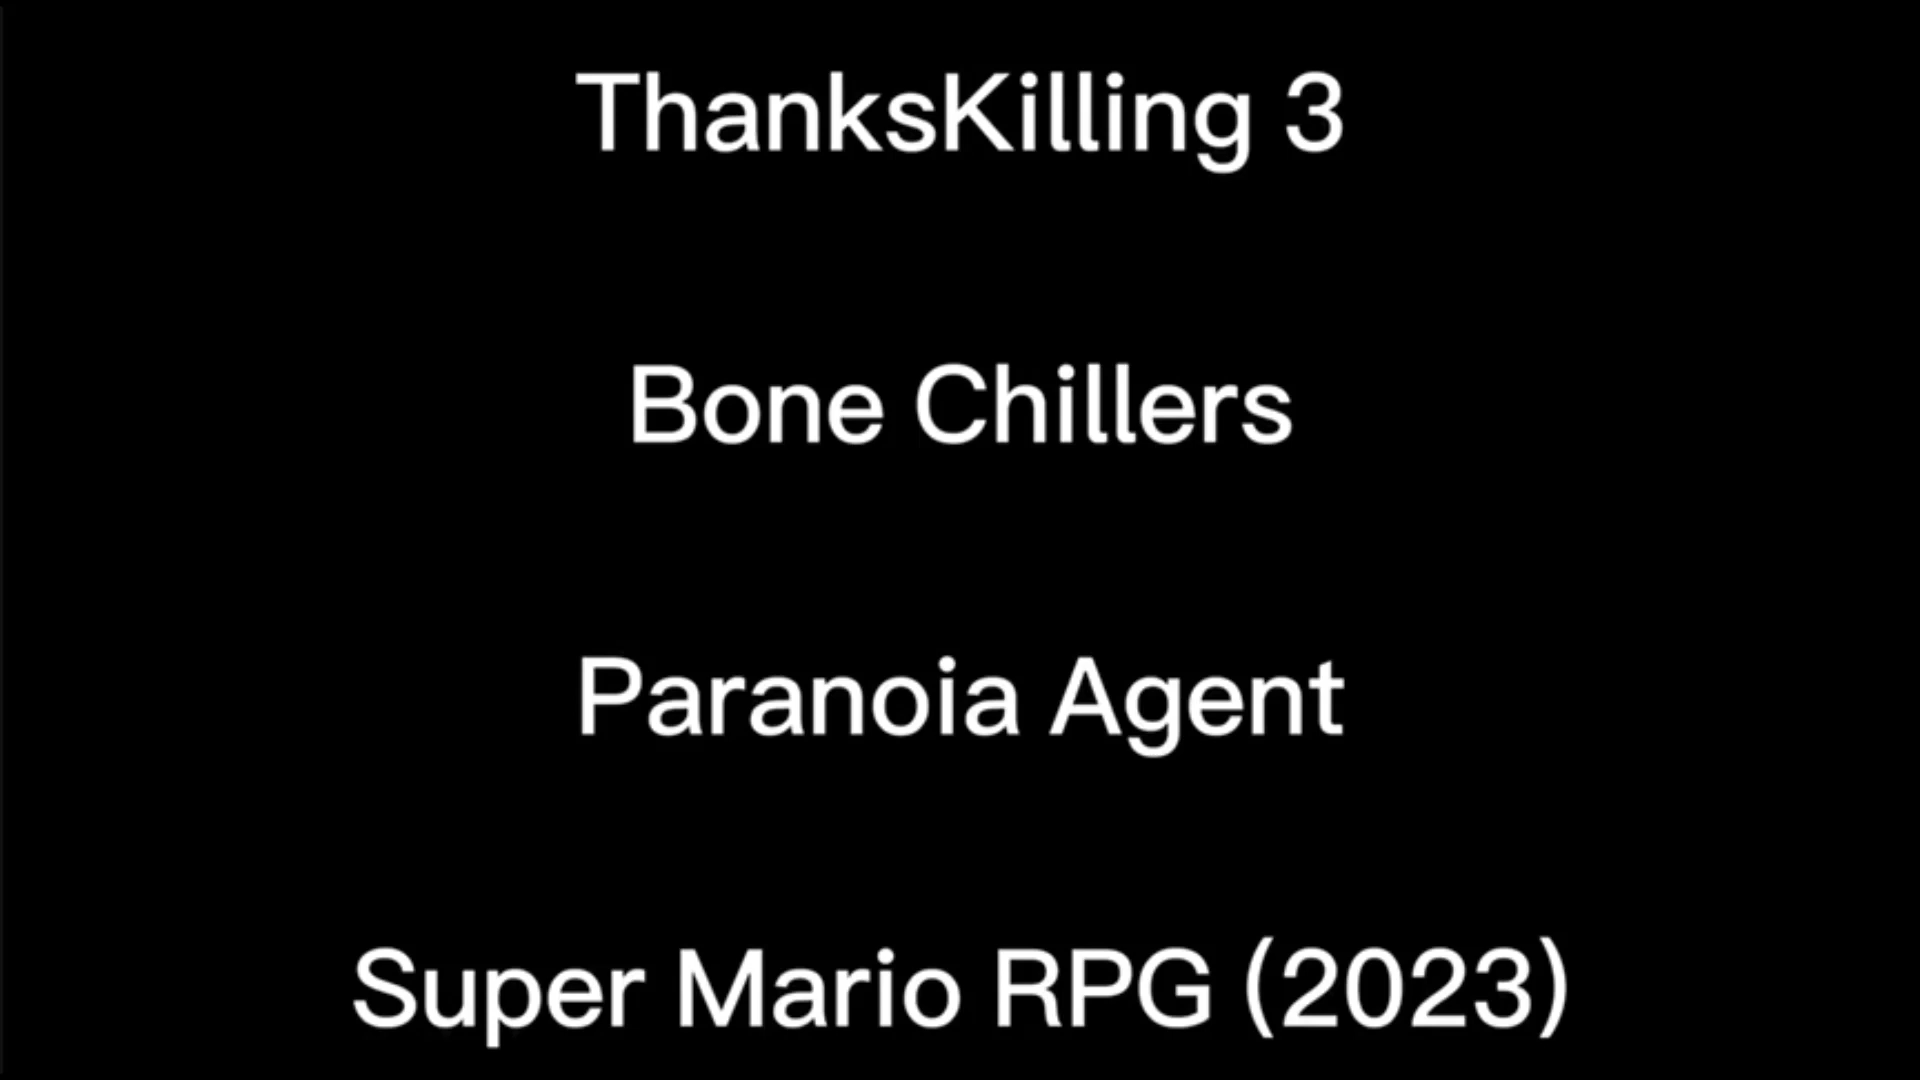 ThanksKilling 3
Bone Chillers
Paranoia Agent
Super Mario RPG (2023)